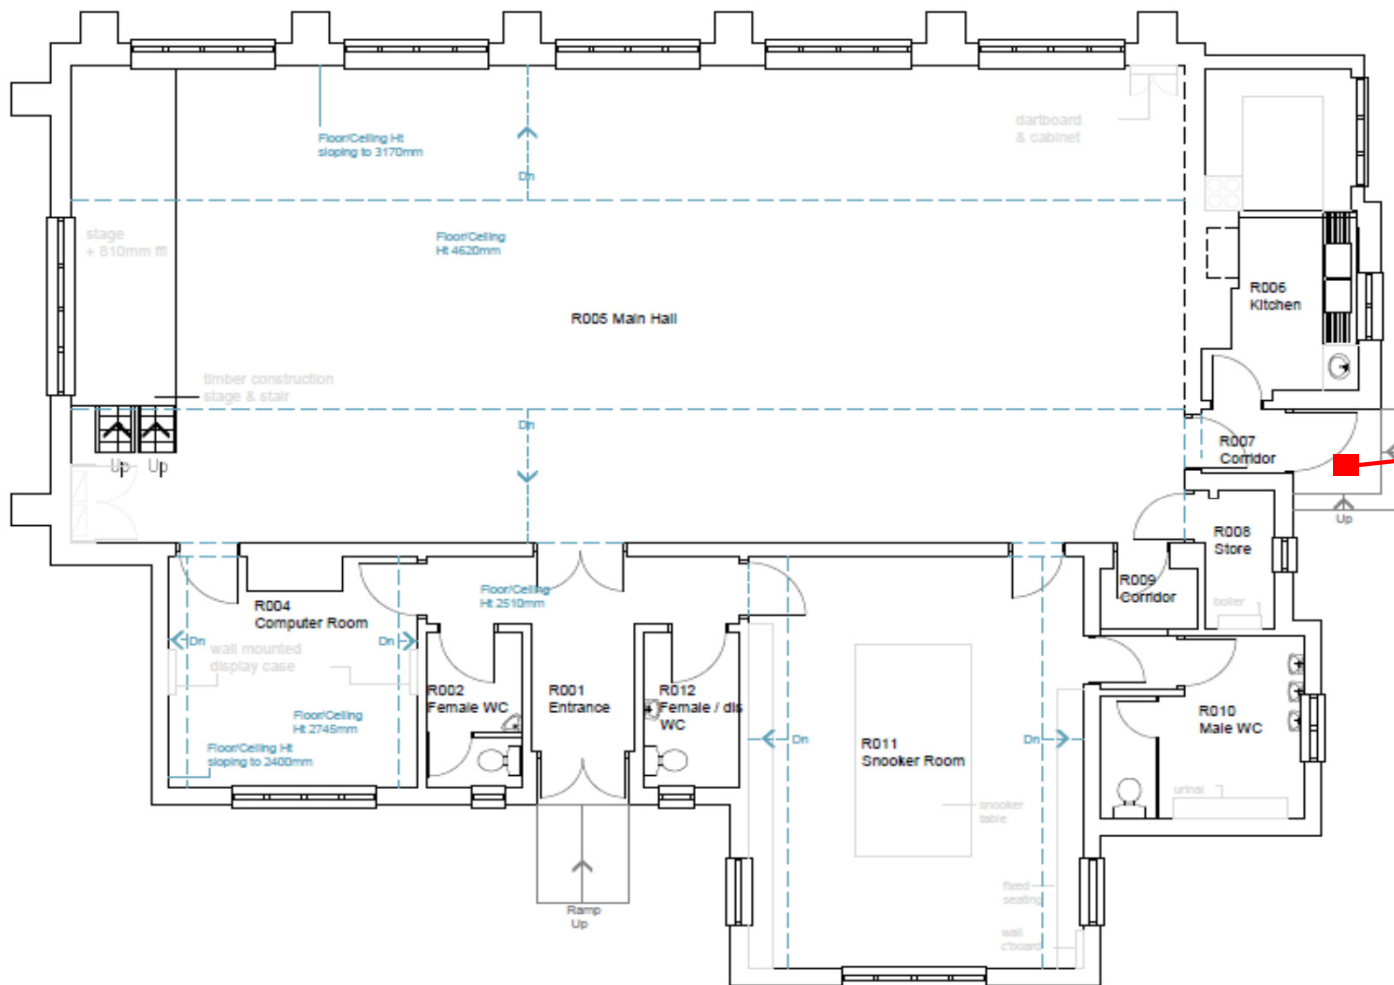 Floor/Ceiling Ht
sloping to 3170mm
Dn
dartboard
& cabinet
stage
+ 810mm ffl
Floor/Ceiling
Ht 4620mm
R005 Main Hall
R006
Kitchen
timber construction
stage & stair
Dn
Up
Up
R007
Corridor
Up
R008
Store
R009
Corridor
boiler
Floor/Ceiling
Ht 2510mm
R004
Computer Room
Dn
Dn
wall mounted
display case
R002
Female WC
R001
Entrance
R012
Female / dis
WC
R010
Male WC
Floor/Ceiling
Ht 2745mm
Floor/Ceiling Ht
sloping to 2400mm
Dn
Dn
R011
Snooker Room
urinal
snooker
table
fixed
seating
wall
c'board
Ramp
Up